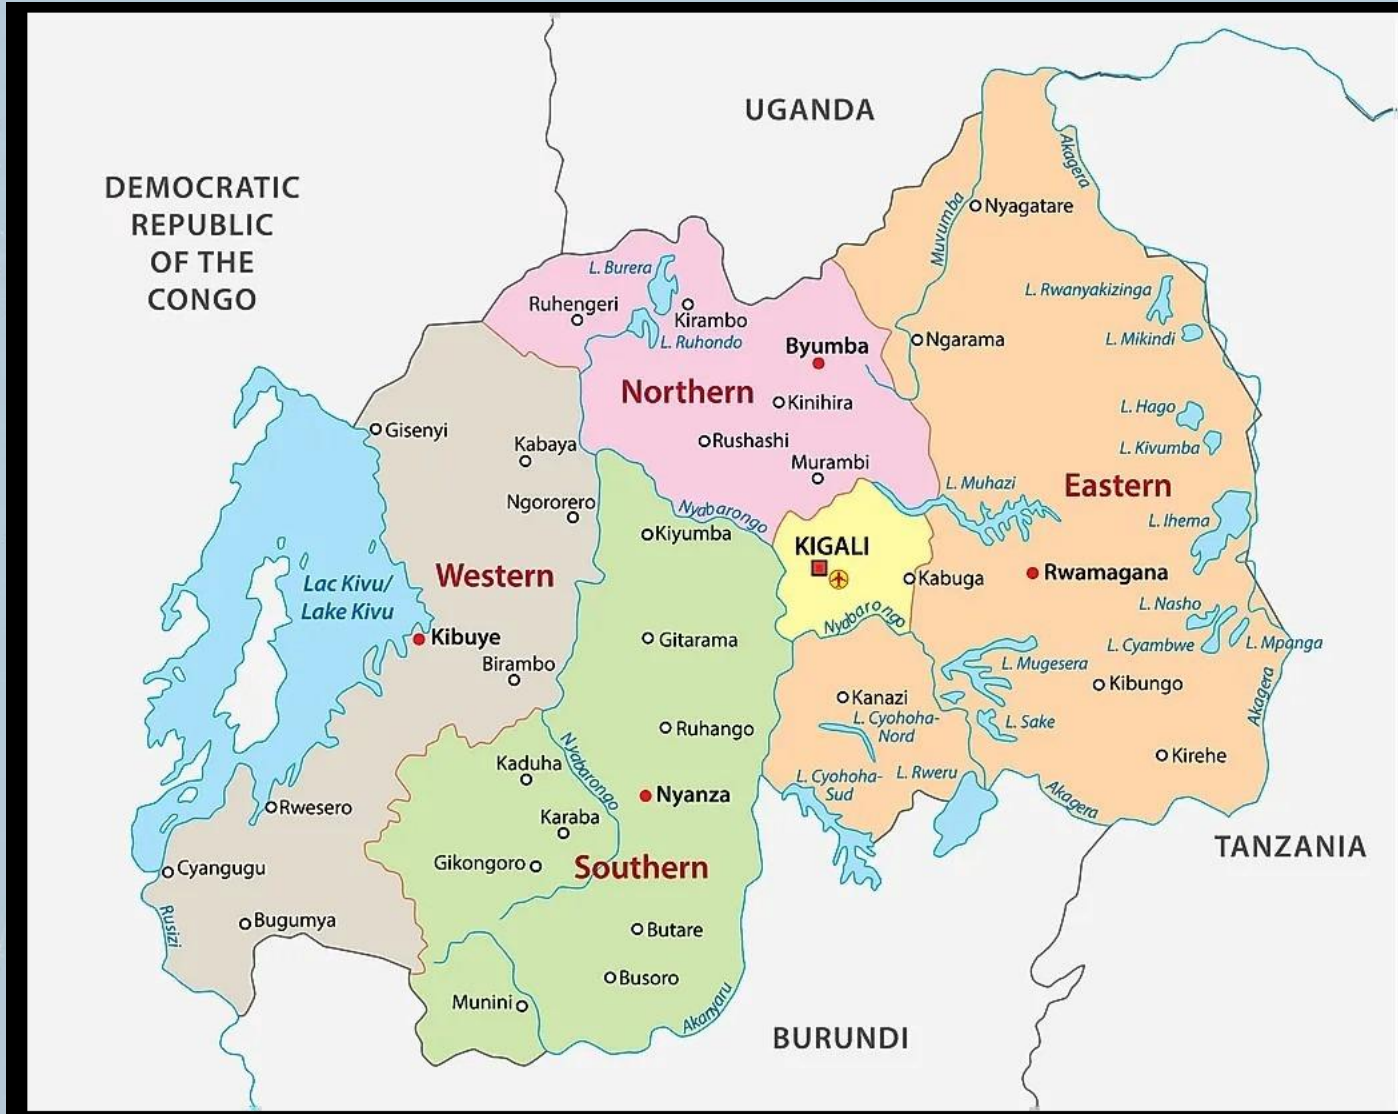 UGANDA
DEMOCRATIC
REPUBLIC
OF THE
CONGO
Akagera
Nyagatare
Muvumba
L. Burera
Ruhengeri
Kirambo
L. Ruhondo
L. Rwanyakizinga
Ngarama
L. Mikindi
Byumba
Northern
Kinihira
L. Hago
Gisenyi
Kabaya
Rushashi
L. Kivumba
Murambi
Ngororero
L. Muhazi
Eastern
Nyabarongo
L. Ihema
Kiyumba
KIGALI
Western
Kabuga
Rwamagana
Lac Kivu/
Lake Kivu
L. Nasho
Nyabarongo
Kibuye
Gitarama
L. Cyambwe
L. Mpanga
Birambo
L. Mugesera
Kibungo
Kanazi
Akagera
L. Cyohoha-
Nord
L. Sake
Ruhango
Kirehe
Kaduha
Nyabarongo
L. Cyohoha-
Sud
L. Rweru
Nyanza
Akagera
Rwesero
Karaba
TANZANIA
Gikongoro
Southern
Cyangugu
Rusizi
Bugumya
Butare
Busoro
Munini
Akanyaru
BURUNDI